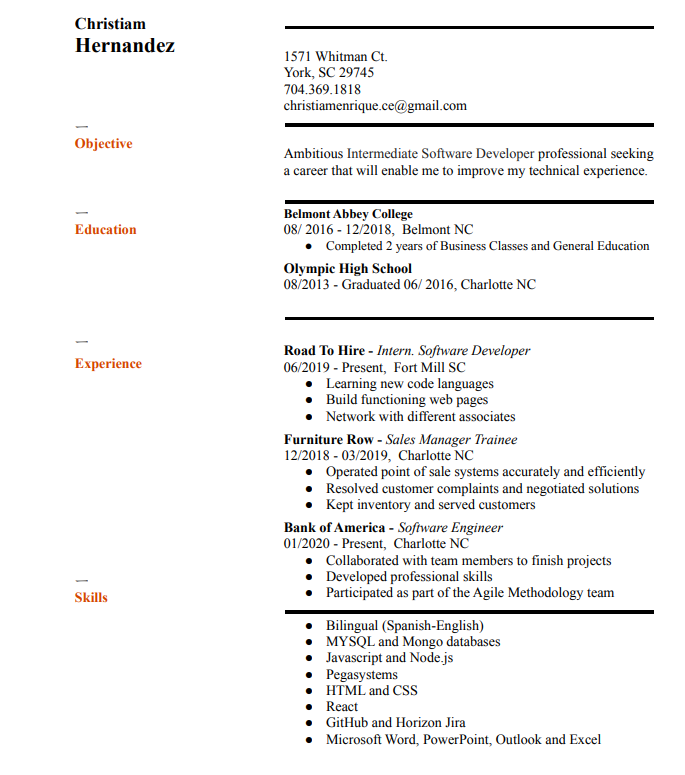 Christiam
Hernandez
1571 Whitman Ct.
York, SC 29745
704.369.1818
christiamenrique.ce@gmail.com
Objective
Ambitious Intermediate Software Developer professional seeking
a career that will enable me to improve my technical experience.
Education
Belmont Abbey College
08/ 2016 - 12/2018, Belmont NC
● Completed 2 years of Business Classes and General Education
Olympic High School
08/2013 - Graduated 06/ 2016, Charlotte NC
Experience
Road To Hire - Intern. Software Developer
06/2019 - Present, Fort Mill SC
● Learning new code languages
● Build functioning web pages
● Network with different associates
Furniture Row - Sales Manager Trainee
12/2018 - 03/2019, Charlotte NC
● Operated point of sale systems accurately and efficiently
● Resolved customer complaints and negotiated solutions
● Kept inventory and served customers
Bank of America - Software Engineer
01/2020 - Present, Charlotte NC
● Collaborated with team members to finish projects
● Developed professional skills
● Participated as part of the Agile Methodology team
Skills
● Bilingual (Spanish-English)
● MYSQL and Mongo databases
● Javascript and Node.js
● Pegasystems
● HTML and CSS
● React
● GitHub and Horizon Jira
● Microsoft Word, PowerPoint, Outlook and Excel